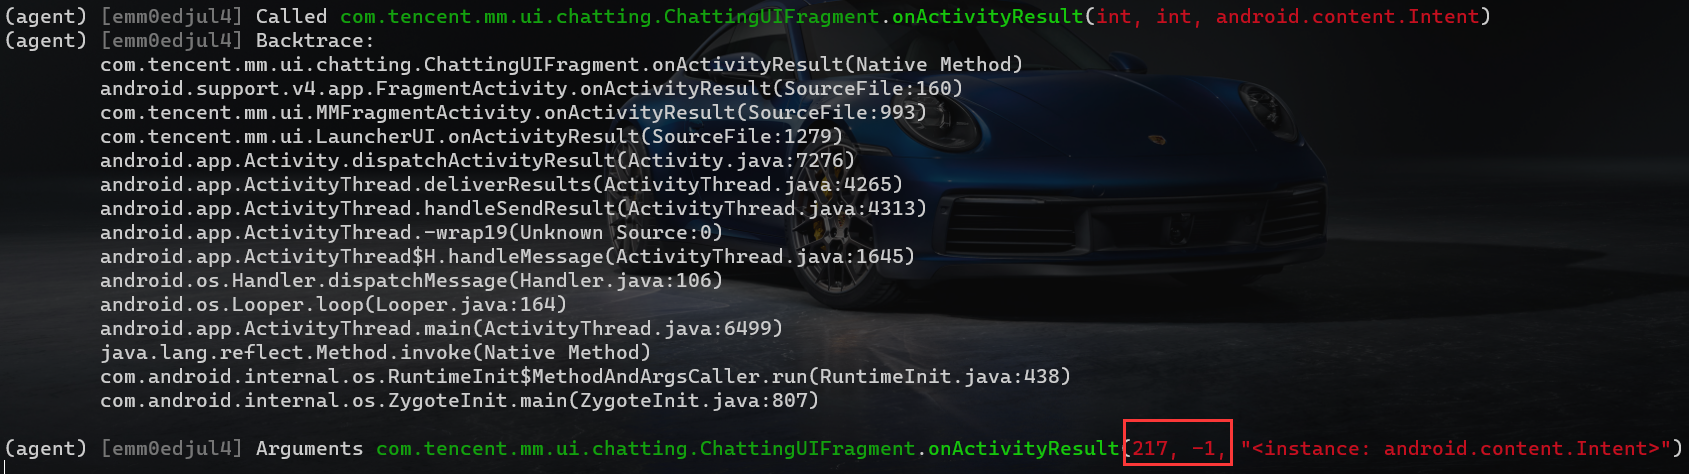 (agent) [emm0edjul4] Called com.tencent.mm.ui.chatting.ChattingUIFragment.onActivityResult(int, int, android.content.Intent)
(agent) [emm0edjul4] Backtrace:
com.tencent.mm.ui.chatting.ChattingUIFragment.onActivityResult(Native Method)
android.support.v4.app.FragmentActivity.onActivityResult(SourceFile:160)
com.tencent.mm.ui.MMFragmentActivity.onActivityResult(SourceFile:993)
com.tencent.mm.ui.LauncherUI.onActivityResult(SourceFile:1279)
android.app.Activity.dispatchActivityResult(Activity.java:7276)
android.app.ActivityThread.deliverResults(ActivityThread.java:4265)
android.app.ActivityThread.handleSendResult(ActivityThread.java:4313)
android.app.ActivityThread.-wrap19(Unknown Source:0)
android.app.ActivityThread$H.handleMessage(ActivityThread.java:1645)
android.os.Handler.dispatchMessage(Handler.java:106)
android.os.Looper.loop(Looper.java:164)
android.app.ActivityThread.main(ActivityThread.java:6499)
java.lang.reflect.Method.invoke(Native Method)
com.android.internal.os.RuntimeInit$MethodAndArgsCaller.run(RuntimeInit.java:438)
com.android.internal.os.ZygoteInit.main(ZygoteInit.java:807)
(agent) [emm0edjul4] Arguments com.tencent.mm.ui.chatting.ChattingUIFragment.onActivityResult(217, -1, "<instance: android.content.Intent>")